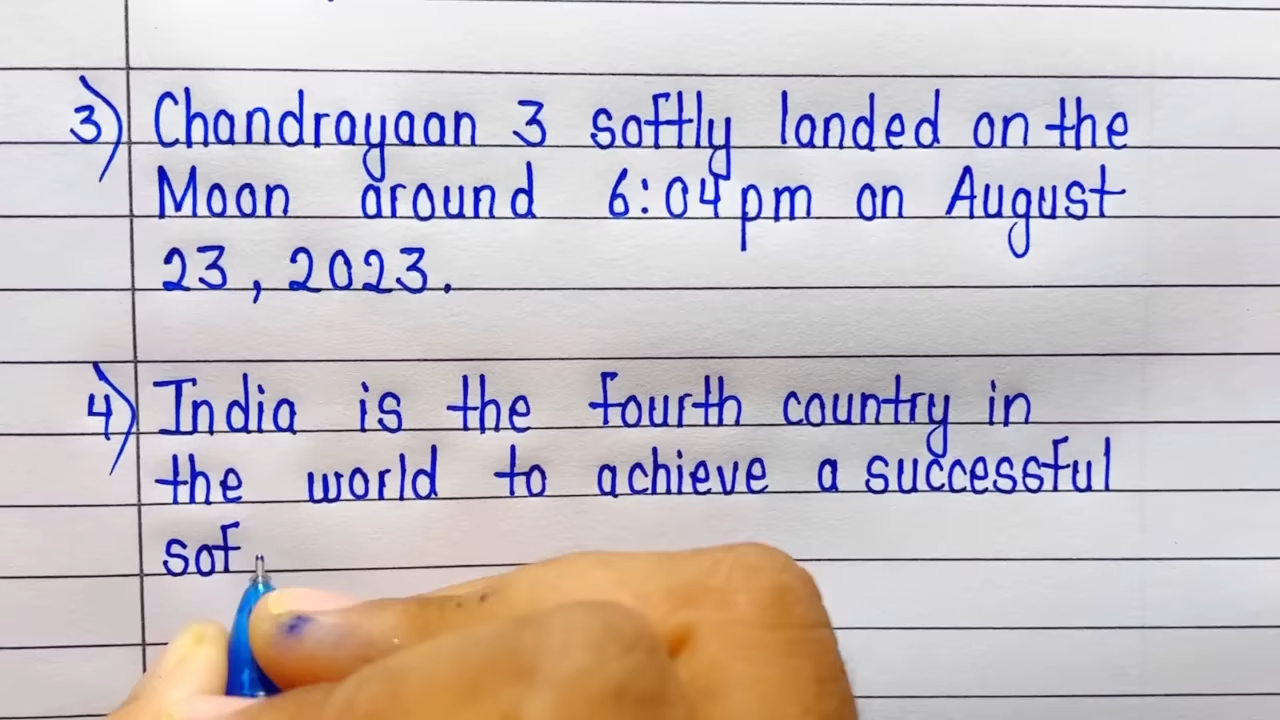 3) Chandrayaan 3 softly landed on the
Moon around 6:04 pm on August
23, 2023.
4) India is the fourth country in
the world to achieve a successful
sof